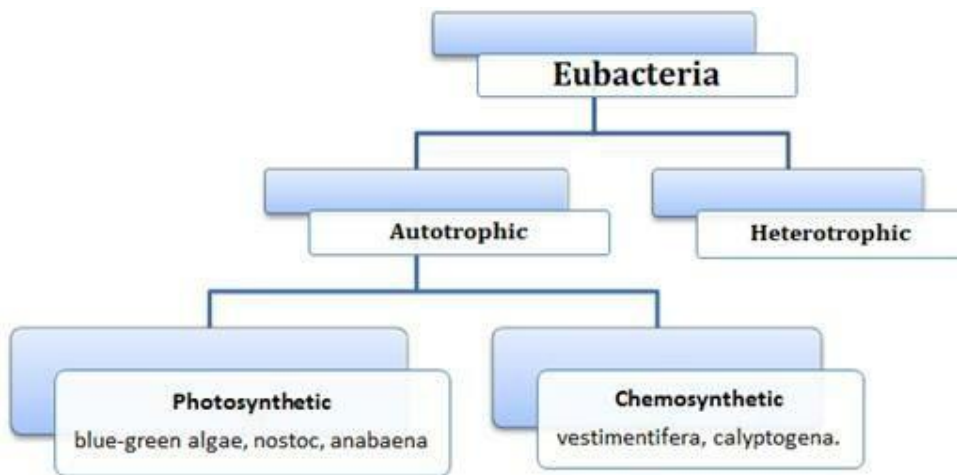 Eubacteria
Autotrophic
Heterotrophic
Photosynthetic
blue-green algae, nostoc, anabaena
Chemosynthetic
vestimentifera, calyptogena.